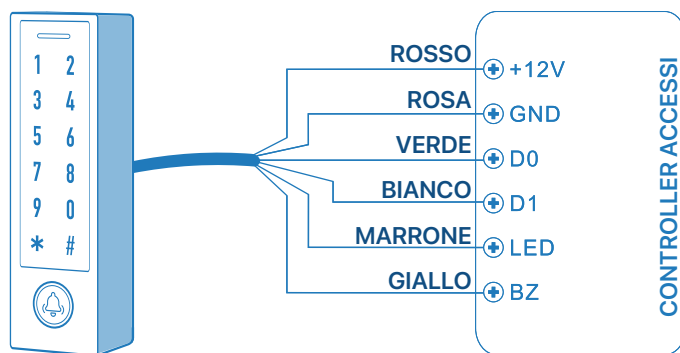 1 2
3 4
5 6
7 8
9 0
* #
ROSSO +12V
ROSA GND
VERDE D0
BIANCO D1
MARRONE LED
GIALLO BZ
CONTROLLER ACCESSI